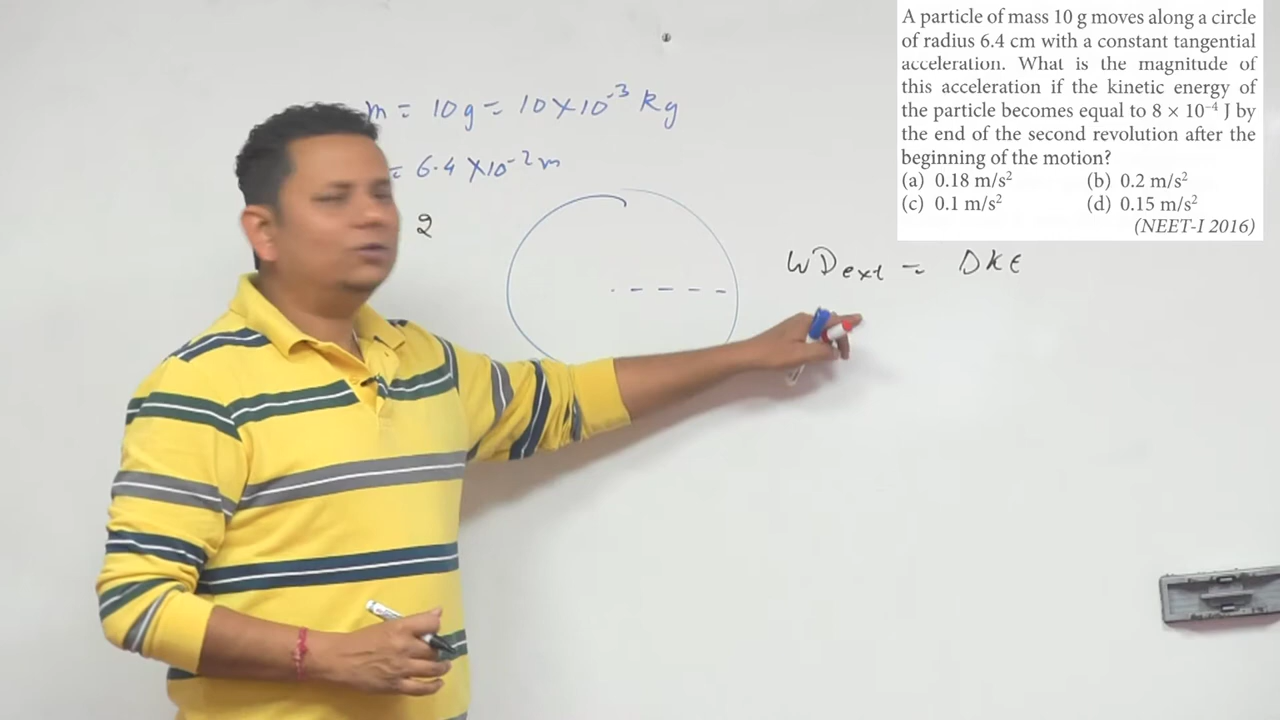 A particle of mass 10 g moves along a circle
of radius 6.4 cm with a constant tangential
acceleration. What is the magnitude of
this acceleration if the kinetic energy of
the particle becomes equal to 8 × 10⁻⁴ J by
the end of the second revolution after the
beginning of the motion?
(a) 0.18 m/s² (b) 0.2 m/s²
(c) 0.1 m/s² (d) 0.15 m/s²
(NEET-I 2016)
m = 10g = 10×10⁻³ Kg
= 6.4 ×10⁻² m
2
WDext = ΔKE